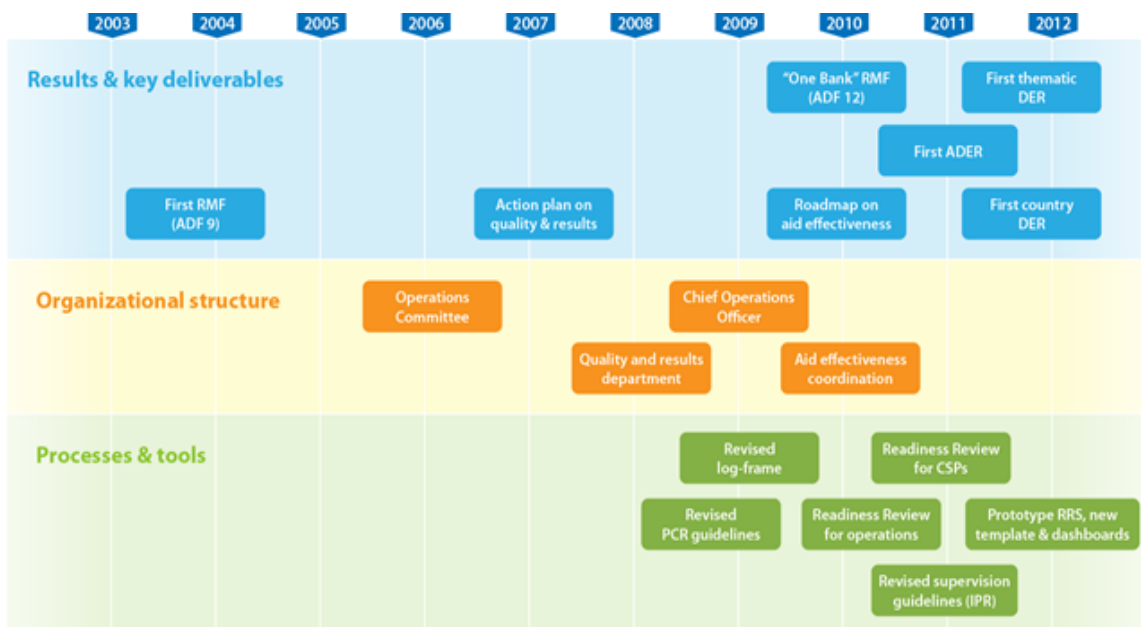 2003 2004 2005 2006 2007 2008 2009 2010 2011 2012
Results & key deliverables
"One Bank" RMF
(ADF 12)
First thematic
DER
First ADER
First RMF
(ADF 9)
Action plan on
quality & results
Roadmap on
aid effectiveness
First country
DER
Organizational structure
Operations
Committee
Chief Operations
Officer
Quality and results
department
Aid effectiveness
coordination
Processes & tools
Revised
log-frame
Readiness Review
for CSPs
Revised
PCR guidelines
Readiness Review
for operations
Prototype RRS, new
template & dashboards
Revised supervision
guidelines (IPR)